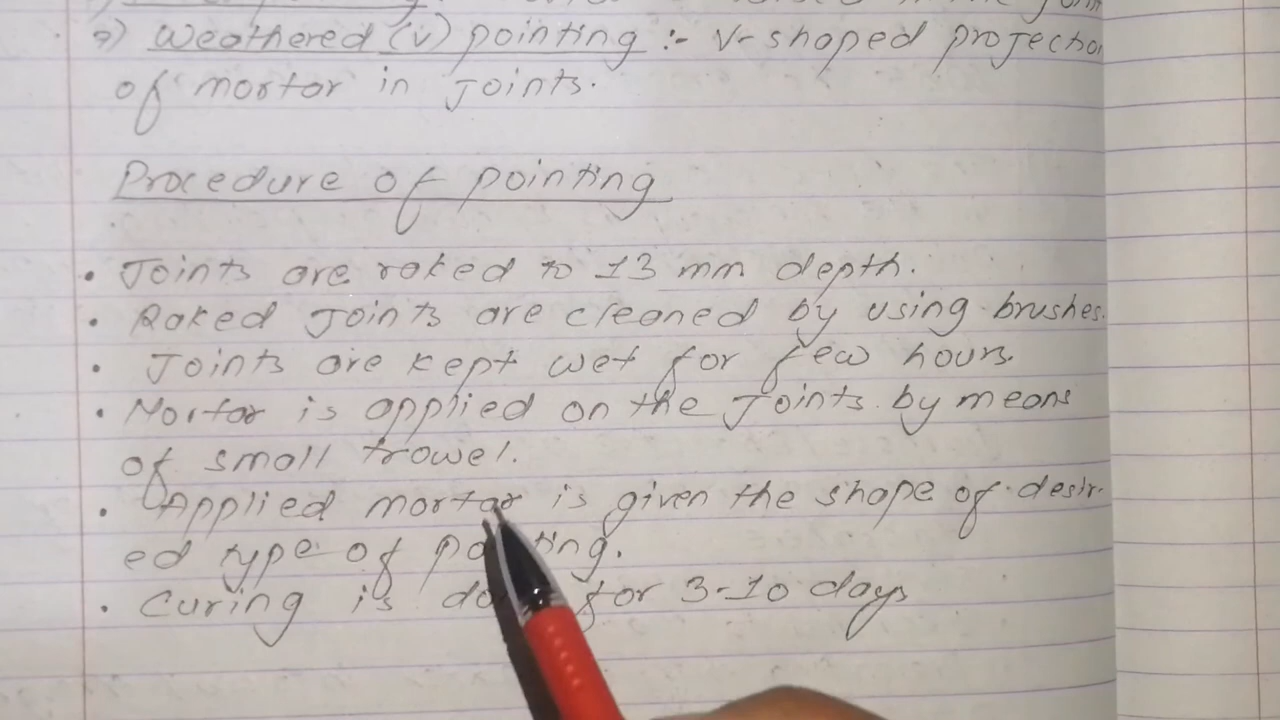 Weathered (v) pointing :- V-shaped projection
of mortar in joints.
Procedure of pointing
• Joints are raked to 13 mm depth.
• Raked joints are cleaned by using brushes.
• Joints are kept wet for few hours.
• Mortar is applied on the joints by means
of small trowel.
• Applied mortar is given the shape of desir-
ed type of pointing.
• Curing is for 3-10 days